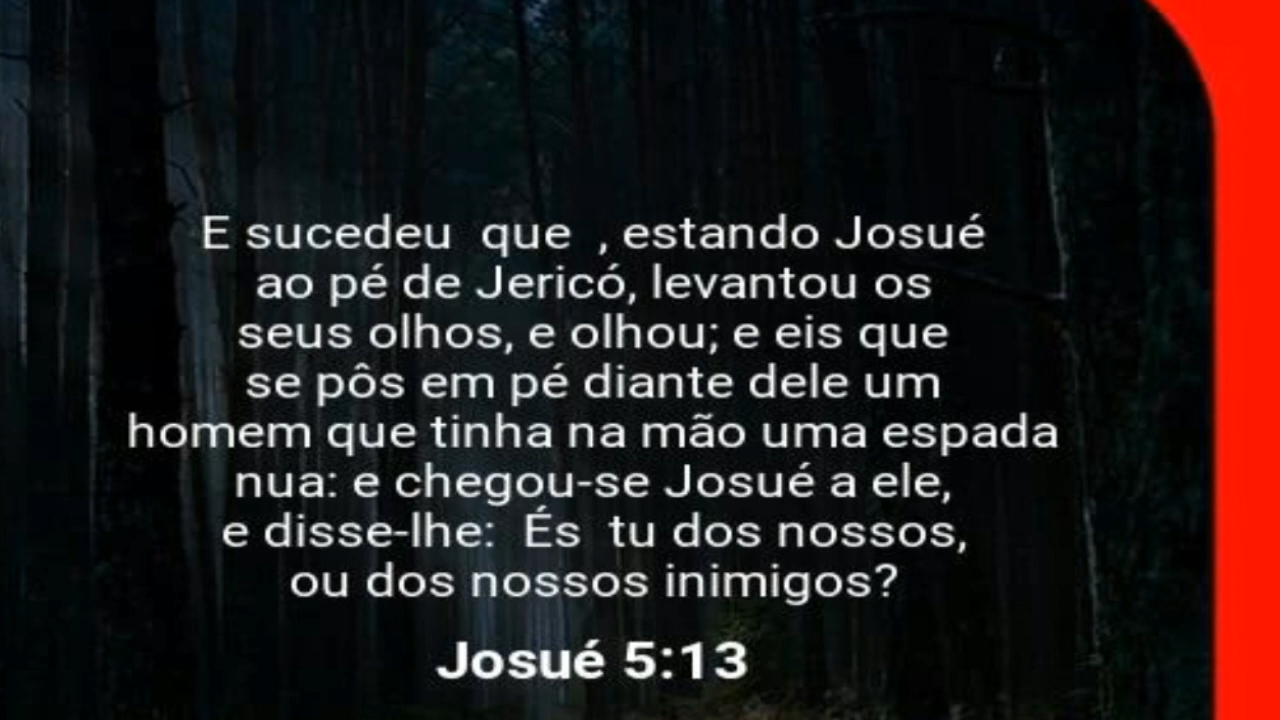 E sucedeu  que  , estando Josué
ao pé de Jericó, levantou os
seus olhos, e olhou; e eis que
se pôs em pé diante dele um
homem que tinha na mão uma espada
nua: e chegou-se Josué a ele,
e disse-lhe:  És  tu dos nossos,
ou dos nossos inimigos?
Josué 5:13